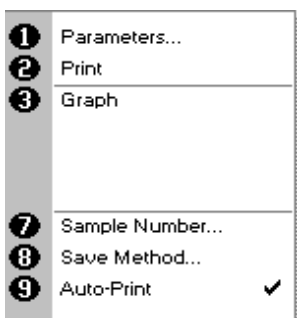 1 Parameters...
2 Print
3 Graph
7 Sample Number...
8 Save Method...
9 Auto-Print ✔